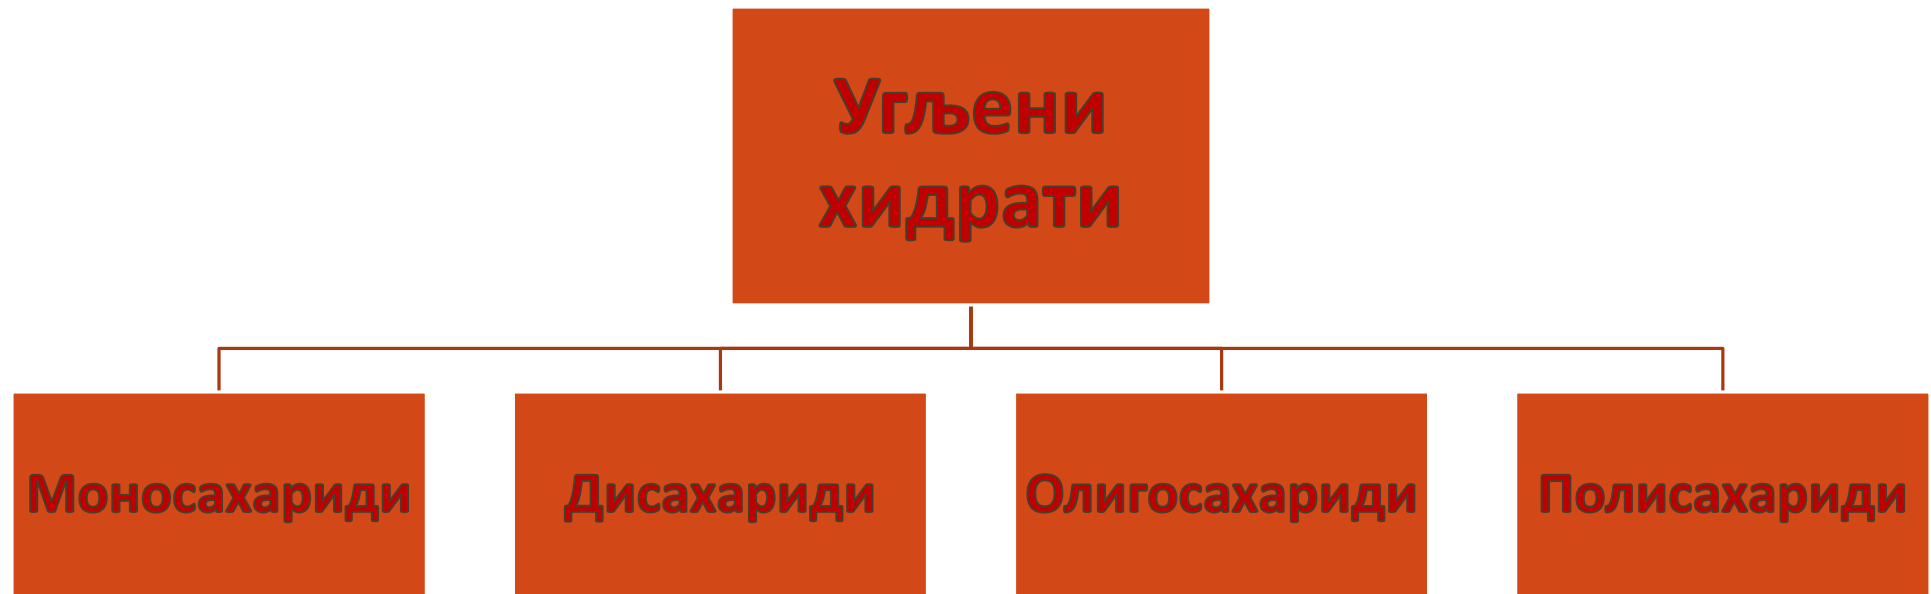 Угљени
хидрати
Моносахариди
Дисахариди
Олигосахариди
Полисахариди